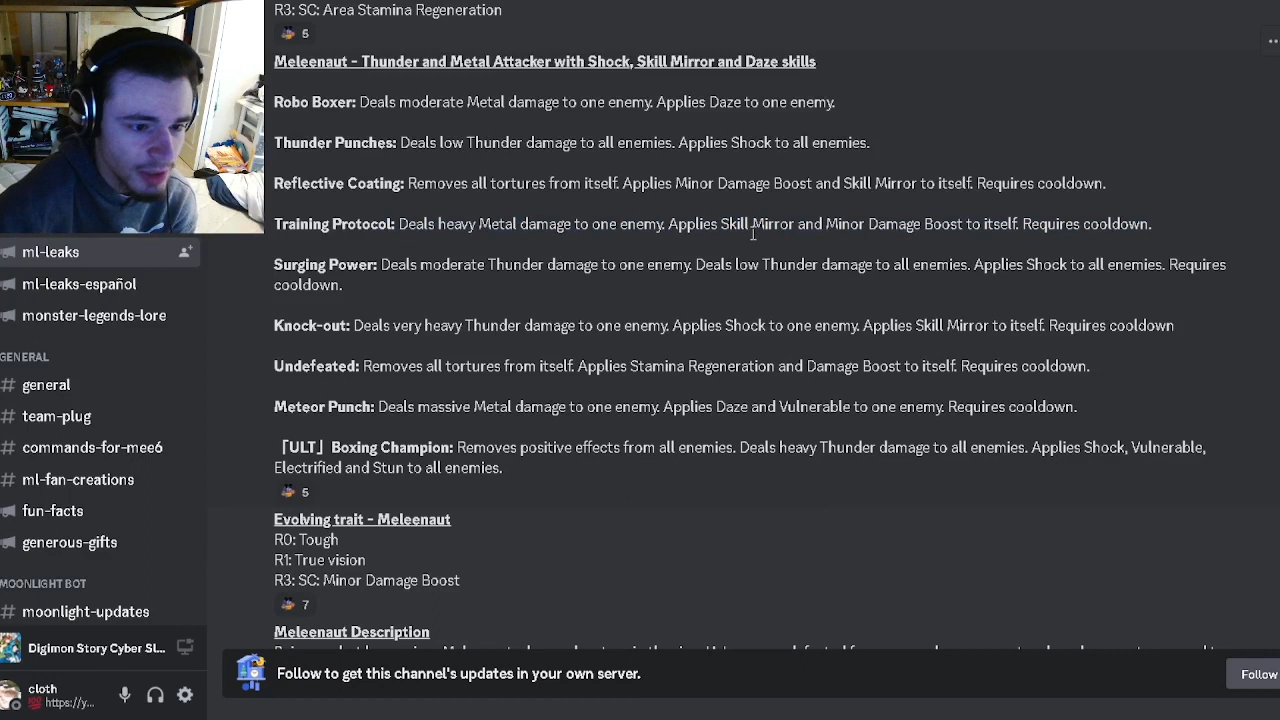 R3: SC: Area Stamina Regeneration
5
Meleenaut - Thunder and Metal Attacker with Shock, Skill Mirror and Daze skills
Robo Boxer: Deals moderate Metal damage to one enemy. Applies Daze to one enemy.
Thunder Punches: Deals low Thunder damage to all enemies. Applies Shock to all enemies.
Reflective Coating: Removes all tortures from itself. Applies Minor Damage Boost and Skill Mirror to itself. Requires cooldown.
Training Protocol: Deals heavy Metal damage to one enemy. Applies Skill Mirror and Minor Damage Boost to itself. Requires cooldown.
Surging Power: Deals moderate Thunder damage to one enemy. Deals low Thunder damage to all enemies. Applies Shock to all enemies. Requires
cooldown.
Knock-out: Deals very heavy Thunder damage to one enemy. Applies Shock to one enemy. Applies Skill Mirror to itself. Requires cooldown
Undefeated: Removes all tortures from itself. Applies Stamina Regeneration and Damage Boost to itself. Requires cooldown.
Meteor Punch: Deals massive Metal damage to one enemy. Applies Daze and Vulnerable to one enemy. Requires cooldown.
「ULT」Boxing Champion: Removes positive effects from all enemies. Deals heavy Thunder damage to all enemies. Applies Shock, Vulnerable,
Electrified and Stun to all enemies.
5
Evolving trait - Meleenaut
R0: Tough
R1: True vision
R3: SC: Minor Damage Boost
7
Meleenaut Description
Follow to get this channel's updates in your own server.
Follow
ml-leaks
ml-leaks-español
monster-legends-lore
GENERAL
general
team-plug
commands-for-mee6
ml-fan-creations
fun-facts
generous-gifts
MOONLIGHT BOT
moonlight-updates
Digimon Story Cyber Sl...
cloth
💯 https://y...